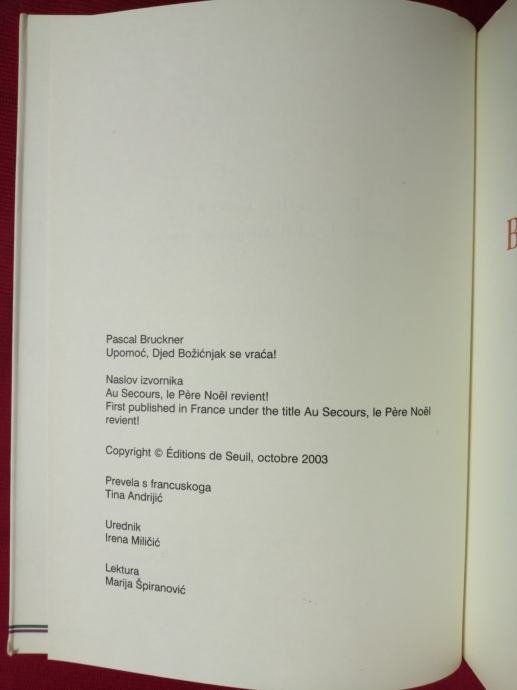 Pascal Bruckner
Upomoć, Djed Božićnjak se vraća!
Naslov izvornika
Au Secours, le Père Noël revient!
First published in France under the title Au Secours, le Père Noël
revient!
Copyright © Éditions de Seuil, octobre 2003
Prevela s francuskoga
Tina Andrijić
Urednik
Irena Miličić
Lektura
Marija Špiranović
B